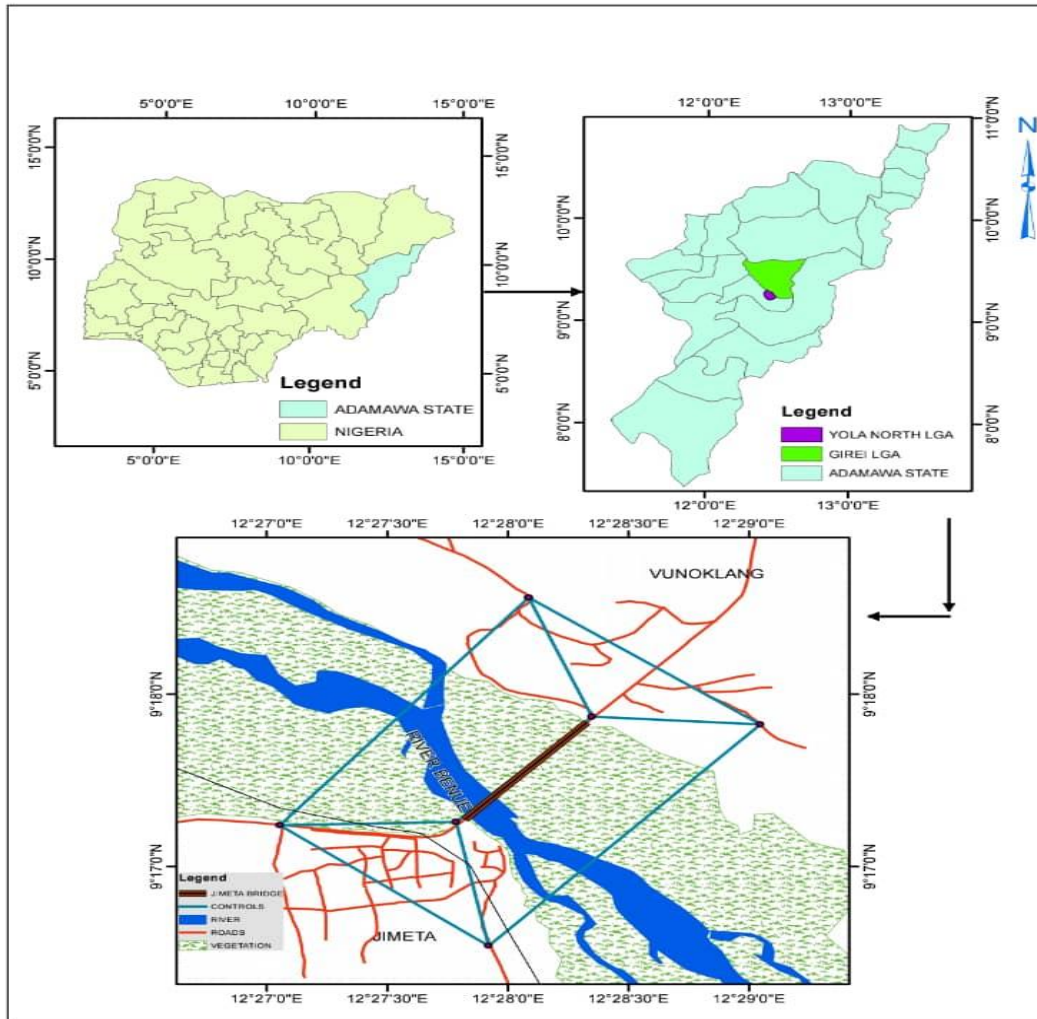 5°0'0"E 10°0'0"E 15°0'0"E
15°0'0"N 15°0'0"N
10°0'0"N 10°0'0"N
5°0'0"N 5°0'0"N
Legend
ADAMAWA STATE
NIGERIA
5°0'0"E 10°0'0"E 15°0'0"E
12°0'0"E 13°0'0"E
11°0'0"N
N
10°0'0"N 10°0'0"N
9°0'0"N 9°0'0"N
8°0'0"N 8°0'0"N
Legend
YOLA NORTH LGA
GIREI LGA
ADAMAWA STATE
12°0'0"E 13°0'0"E
12°27'0"E 12°27'30"E 12°28'0"E 12°28'30"E 12°29'0"E
VUNOKLANG
9°18'0"N 9°18'0"N
RIVER BENUE
9°17'0"N 9°17'0"N
Legend
JIMETA BRIDGE
CONTROLS
RIVER
ROADS
VEGETATION
JIMETA
12°27'0"E 12°27'30"E 12°28'0"E 12°28'30"E 12°29'0"E